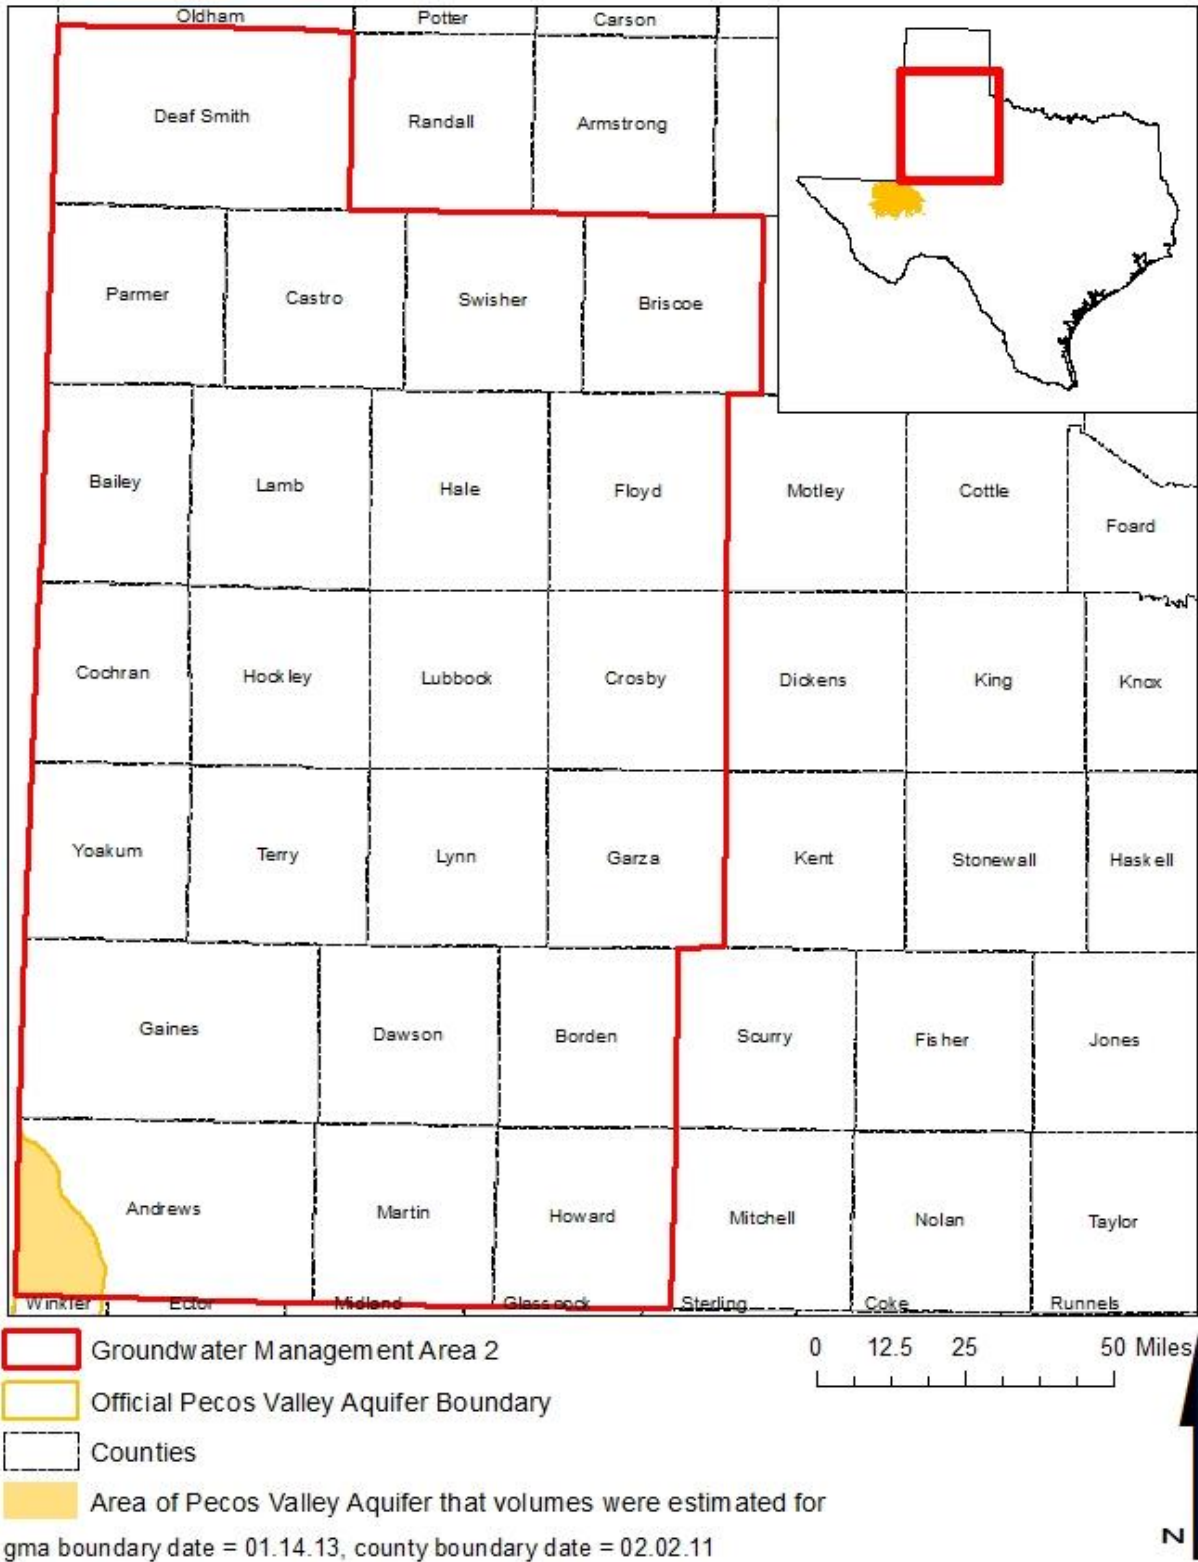 Oldham
Potter
Carson
Deaf Smith
Randall
Armstrong
Parmer
Castro
Swisher
Briscoe
Bailey
Lamb
Hale
Floyd
Motley
Cottle
Foard
Cochran
Hockley
Lubbock
Crosby
Dickens
King
Knox
Yoakum
Terry
Lynn
Garza
Kent
Stonewall
Haskell
Gaines
Dawson
Borden
Scurry
Fisher
Jones
Andrews
Martin
Howard
Mitchell
Nolan
Taylor
Winkler
Ector
Midland
Glasscock
Sterling
Coke
Runnels
Groundwater Management Area 2
0 12.5 25 50 Miles
Official Pecos Valley Aquifer Boundary
Counties
Area of Pecos Valley Aquifer that volumes were estimated for
gma boundary date = 01.14.13, county boundary date = 02.02.11
N